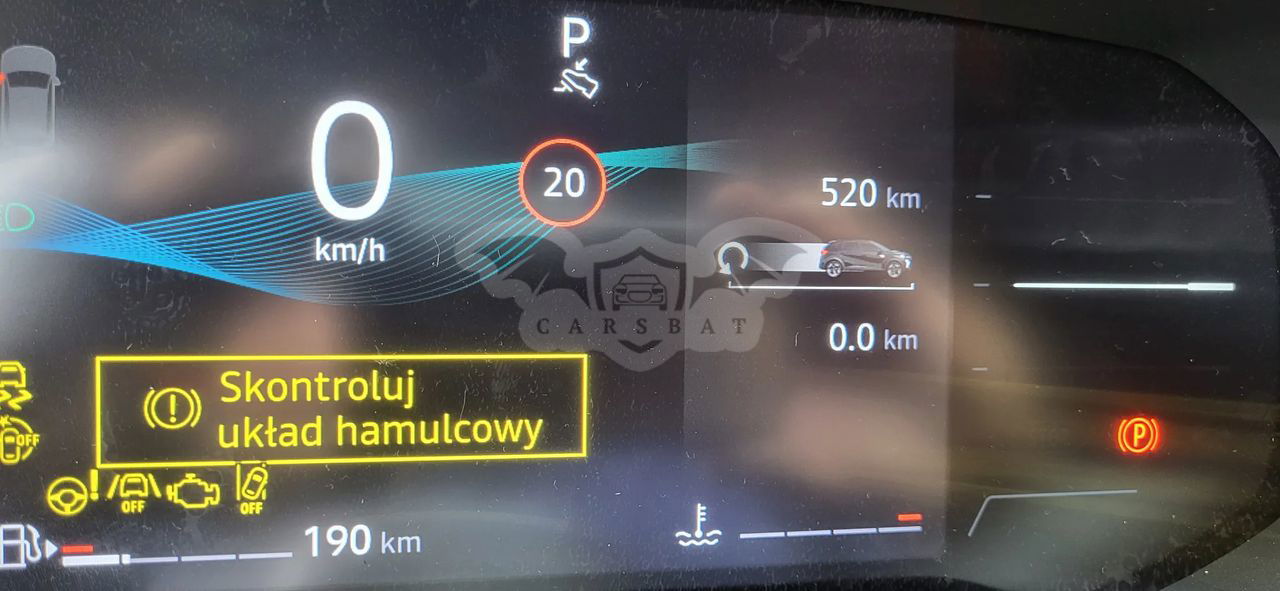 P
0
km/h
20
520 km
0.0 km
CARSBAT
Skontroluj
układ hamulcowy
P
OFF
OFF
OFF
190 km